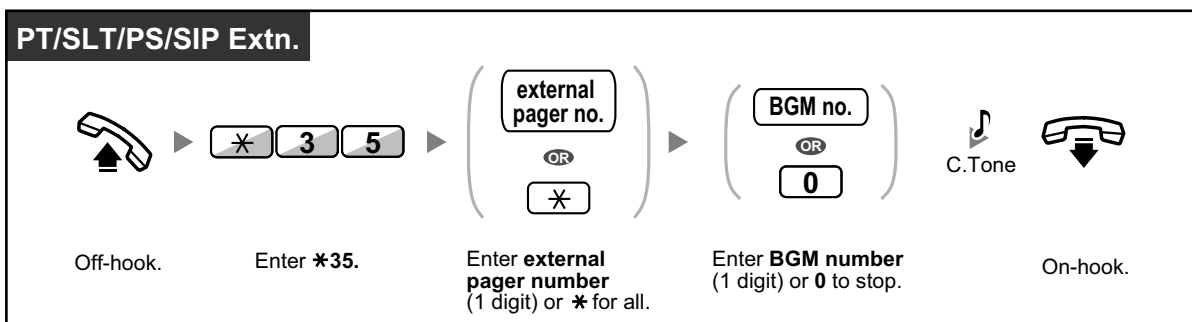 PT/SLT/PS/SIP Extn.
external
pager no.
OR
✳
✳ 3 5
BGM no.
OR
0
C.Tone
Off-hook.
Enter ✳35.
Enter external
pager number
(1 digit) or ✳ for all.
Enter BGM number
(1 digit) or 0 to stop.
On-hook.